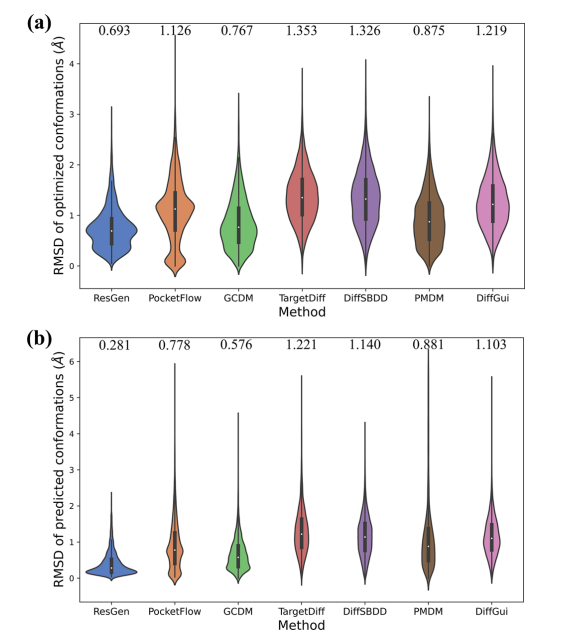 (a)
0.693 1.126 0.767 1.353 1.326 0.875 1.219
RMSD of optimized conformations (Å)
4
3
2
1
0
ResGen PocketFlow GCDM TargetDiff DiffSBDD PMDM DiffGui
Method
(b)
0.281 0.778 0.576 1.221 1.140 0.881 1.103
RMSD of predicted conformations (Å)
6
5
4
3
2
1
0
ResGen PocketFlow GCDM TargetDiff DiffSBDD PMDM DiffGui
Method